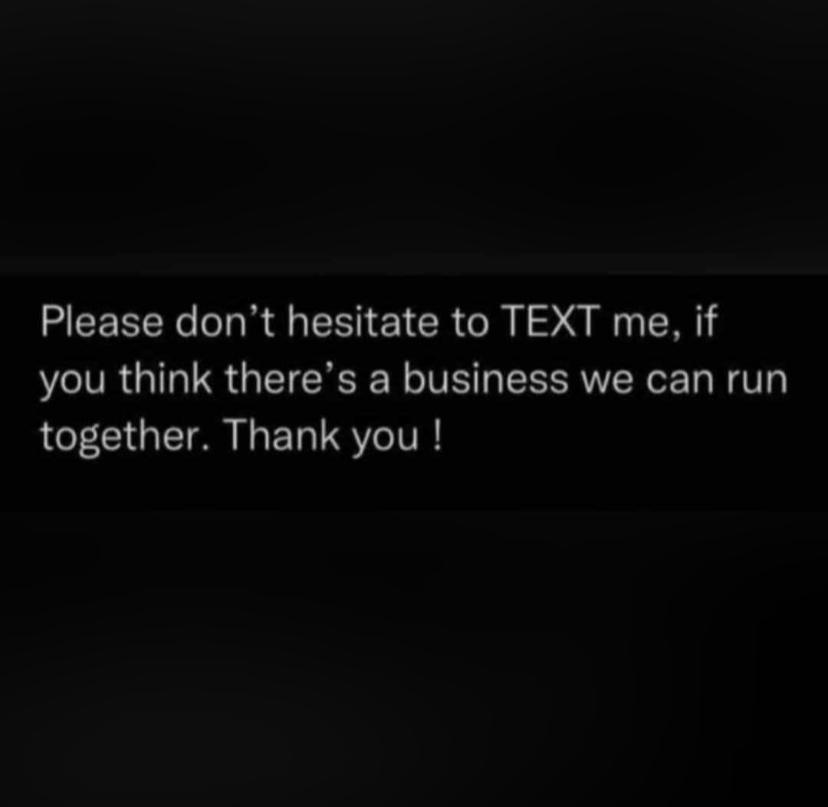 Please don’t hesitate to TEXT me, if
you think there’s a business we can run
together. Thank you !